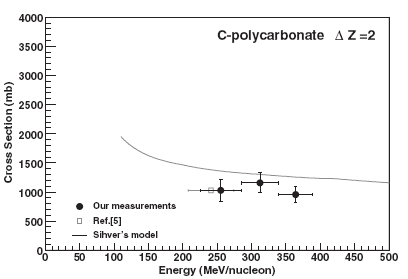 C-polycarbonate Δ Z =2
Cross Section (mb)
4000
3500
3000
2500
2000
1500
1000
500
0
Our measurements
Ref.[5]
Sihver's model
0 50 100 150 200 250 300 350 400 450 500
Energy (MeV/nucleon)